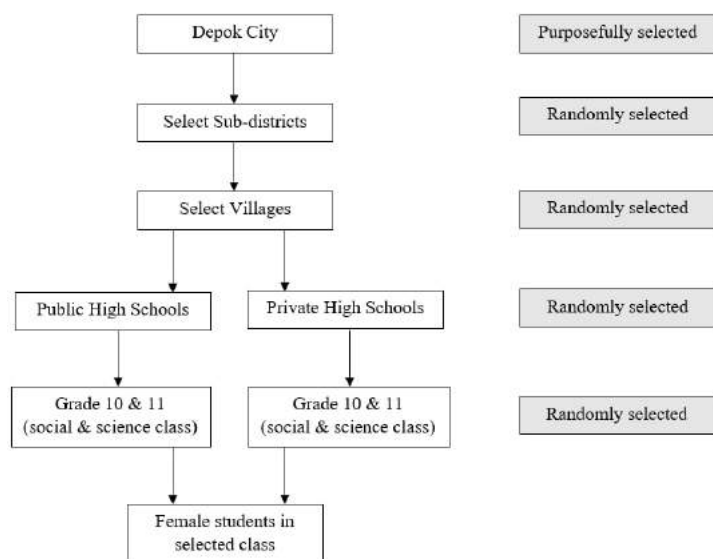 Depok City
Purposefully selected
Select Sub-districts
Randomly selected
Select Villages
Randomly selected
Public High Schools
Private High Schools
Randomly selected
Grade 10 & 11
(social & science class)
Grade 10 & 11
(social & science class)
Randomly selected
Female students in
selected class